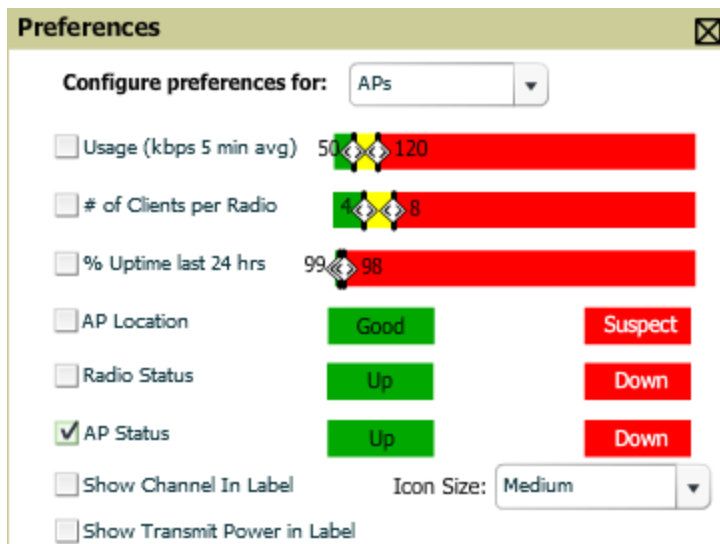 Preferences
Configure preferences for: APs
Usage (kbps 5 min avg) 50 120
# of Clients per Radio 4 8
% Uptime last 24 hrs 99 98
AP Location Good Suspect
Radio Status Up Down
AP Status Up Down
Show Channel In Label Icon Size: Medium
Show Transmit Power in Label